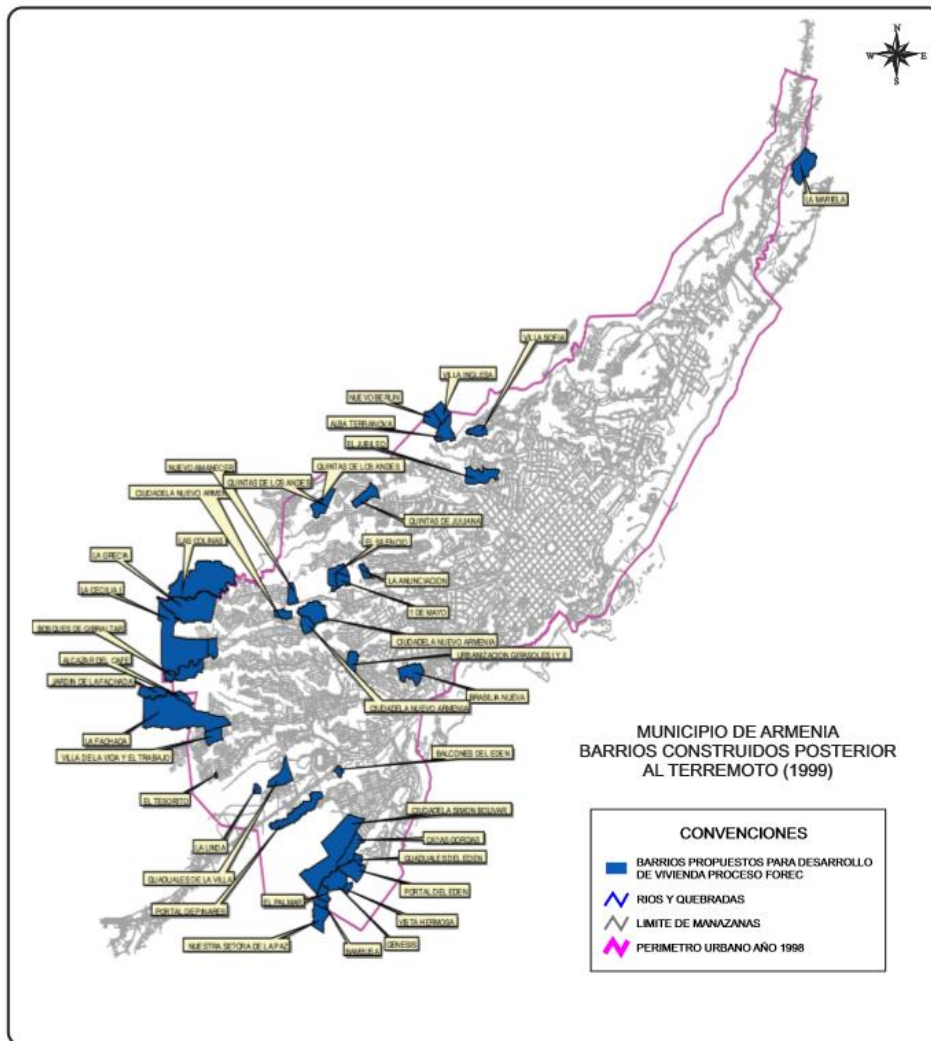 N
W E
S
LA MARIELA
VILLA SOFIA
VILLA INGLESA
NUEVO BERLIN
ALBA TERRANOVA
EL JUBILEO
NUEVO AMANECER
QUINTAS DE LOS ANDES
QUINTAS DE LOS ANDES
CIUDADELA NUEVO ARMEN
QUINTAS DE JULIANA
LAS COLINAS
EL SILENCIO
LA GRECIA
LA ANUNCIACION
LA CECILIA I
1 DE MAYO
BOSQUES DE GIBRALTAR
CIUDADELA NUEVO ARMENIA
URBANIZACION GIRASOLES I Y II
ALCAZAR DEL CAFE
JARDIN DE LA FACHADA
BRASILIA NUEVA
CIUDADELA NUEVO ARMENIA
LA FACHADA
VILLA DE LA VIDA Y EL TRABAJO
BALCONES DEL EDEN
EL TESORITO
CIUDADELA SIMON BOLIVAR
CAÑAS GORDAS
LA LINDA
GUADUALES DEL EDEN
GUADUALES DE LA VILLA
PORTAL DEL EDEN
EL PALMAR
PORTAL DE PINARES
VISTA HERMOSA
GENESIS
NUESTRA SEÑORA DE LA PAZ
BAMBUSA
MUNICIPIO DE ARMENIA
BARRIOS CONSTRUIDOS POSTERIOR
AL TERREMOTO (1999)
CONVENCIONES
BARRIOS PROPUESTOS PARA DESARROLLO
DE VIVIENDA PROCESO FOREC
RIOS Y QUEBRADAS
LIMITE DE MANAZANAS
PERIMETRO URBANO AÑO 1998